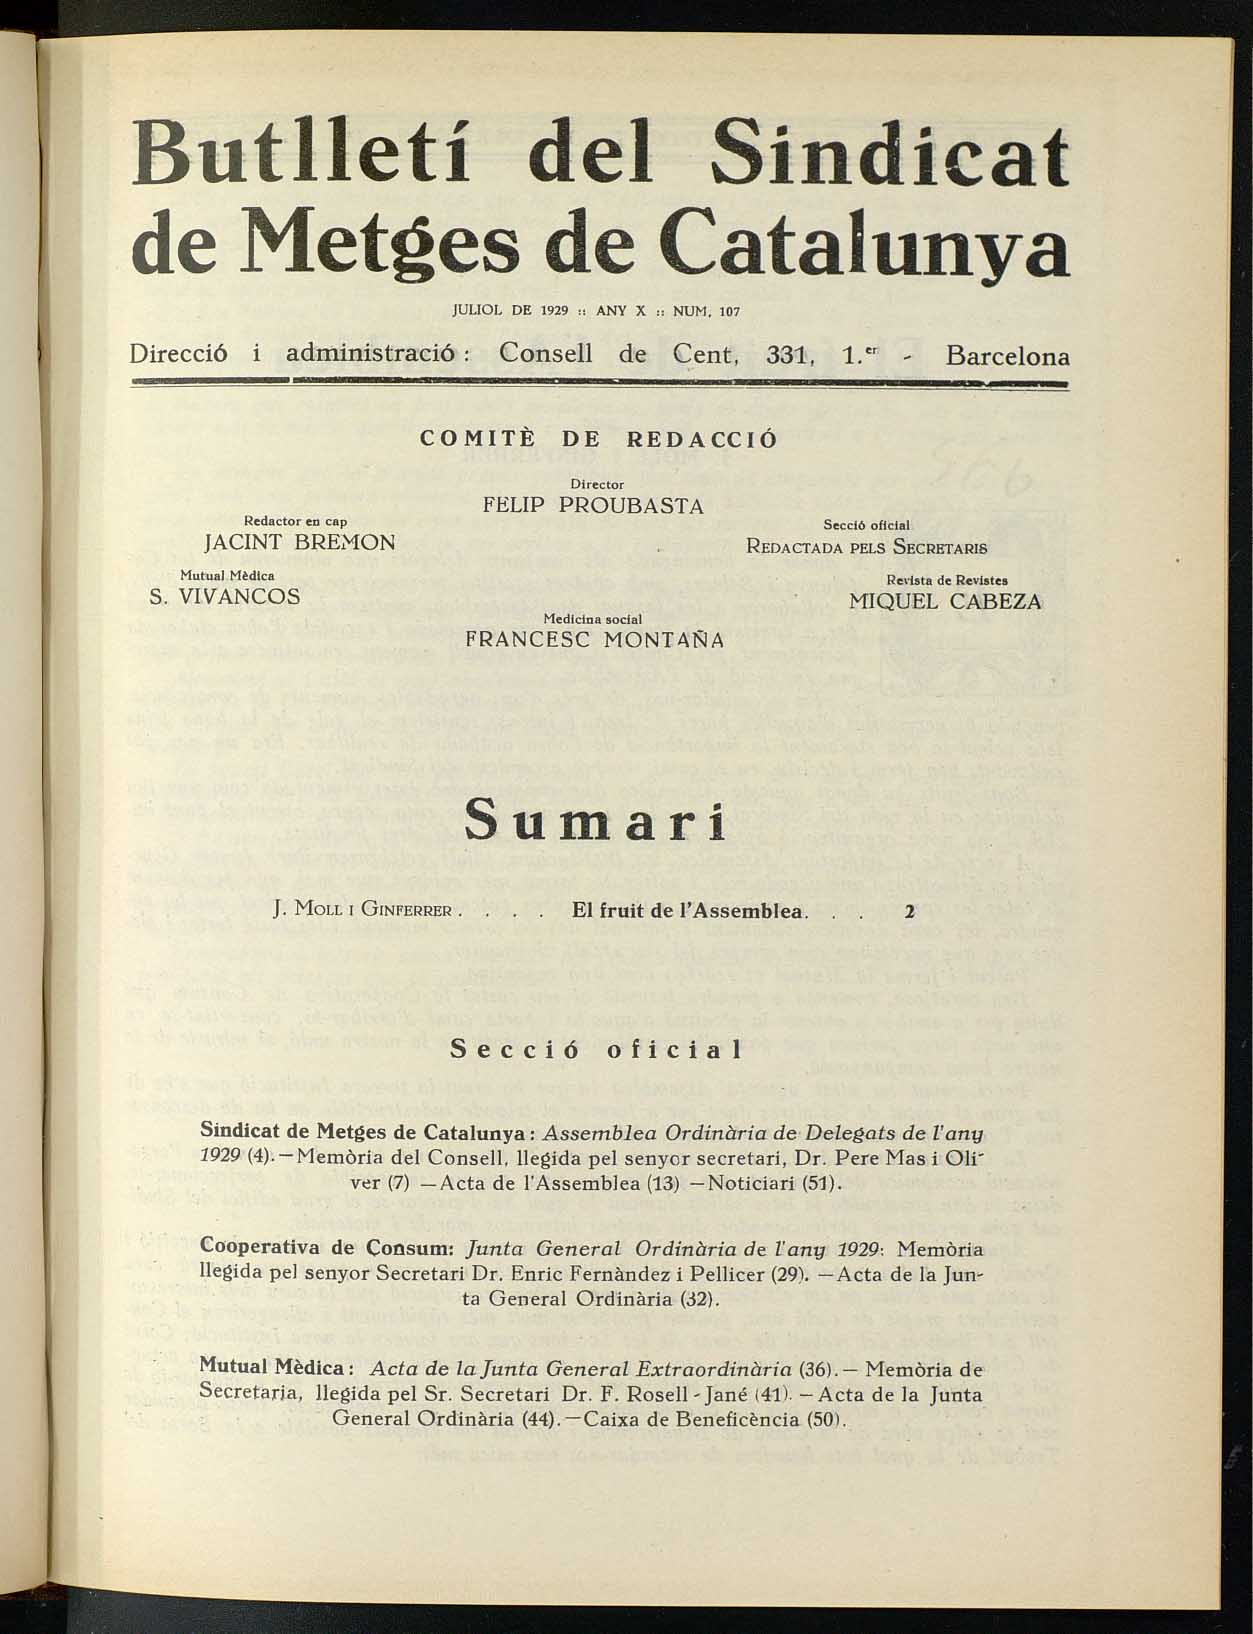 Butlletí del Sindicat
de Metges de Catalunya
JULIOL DE 1929 :: ANY X :: NUM. 107
Direcció i administració : Consell de Cent, 331, 1.er - Barcelona
COMITÈ DE REDACCIÓ
Director
FELIP PROUBASTA
Redactor en cap
JACINT BREMON
Secció oficial
REDACTADA PELS SECRETARIS
Mutual Mèdica
S. VIVANCOS
Revista de Revistes
MIQUEL CABEZA
Medicina social
FRANCESC MONTAÑA
Sumari
J. MOLL I GINFERRER . . . . El fruit de l'Assemblea. . . 2
Secció oficial
Sindicat de Metges de Catalunya : Assemblea Ordinària de Delegats de l'any
1929 (4). — Memòria del Consell, llegida pel senyor secretari, Dr. Pere Mas i Oli-
ver (7) — Acta de l'Assemblea (13) — Noticiari (51).
Cooperativa de Consum: Junta General Ordinària de l'any 1929: Memòria
llegida pel senyor Secretari Dr. Enric Fernàndez i Pellicer (29). — Acta de la Jun-
ta General Ordinària (32).
Mutual Mèdica : Acta de la Junta General Extraordinària (36). — Memòria de
Secretaria, llegida pel Sr. Secretari Dr. F. Rosell - Jané (41). — Acta de la Junta
General Ordinària (44). — Caixa de Beneficència (50).